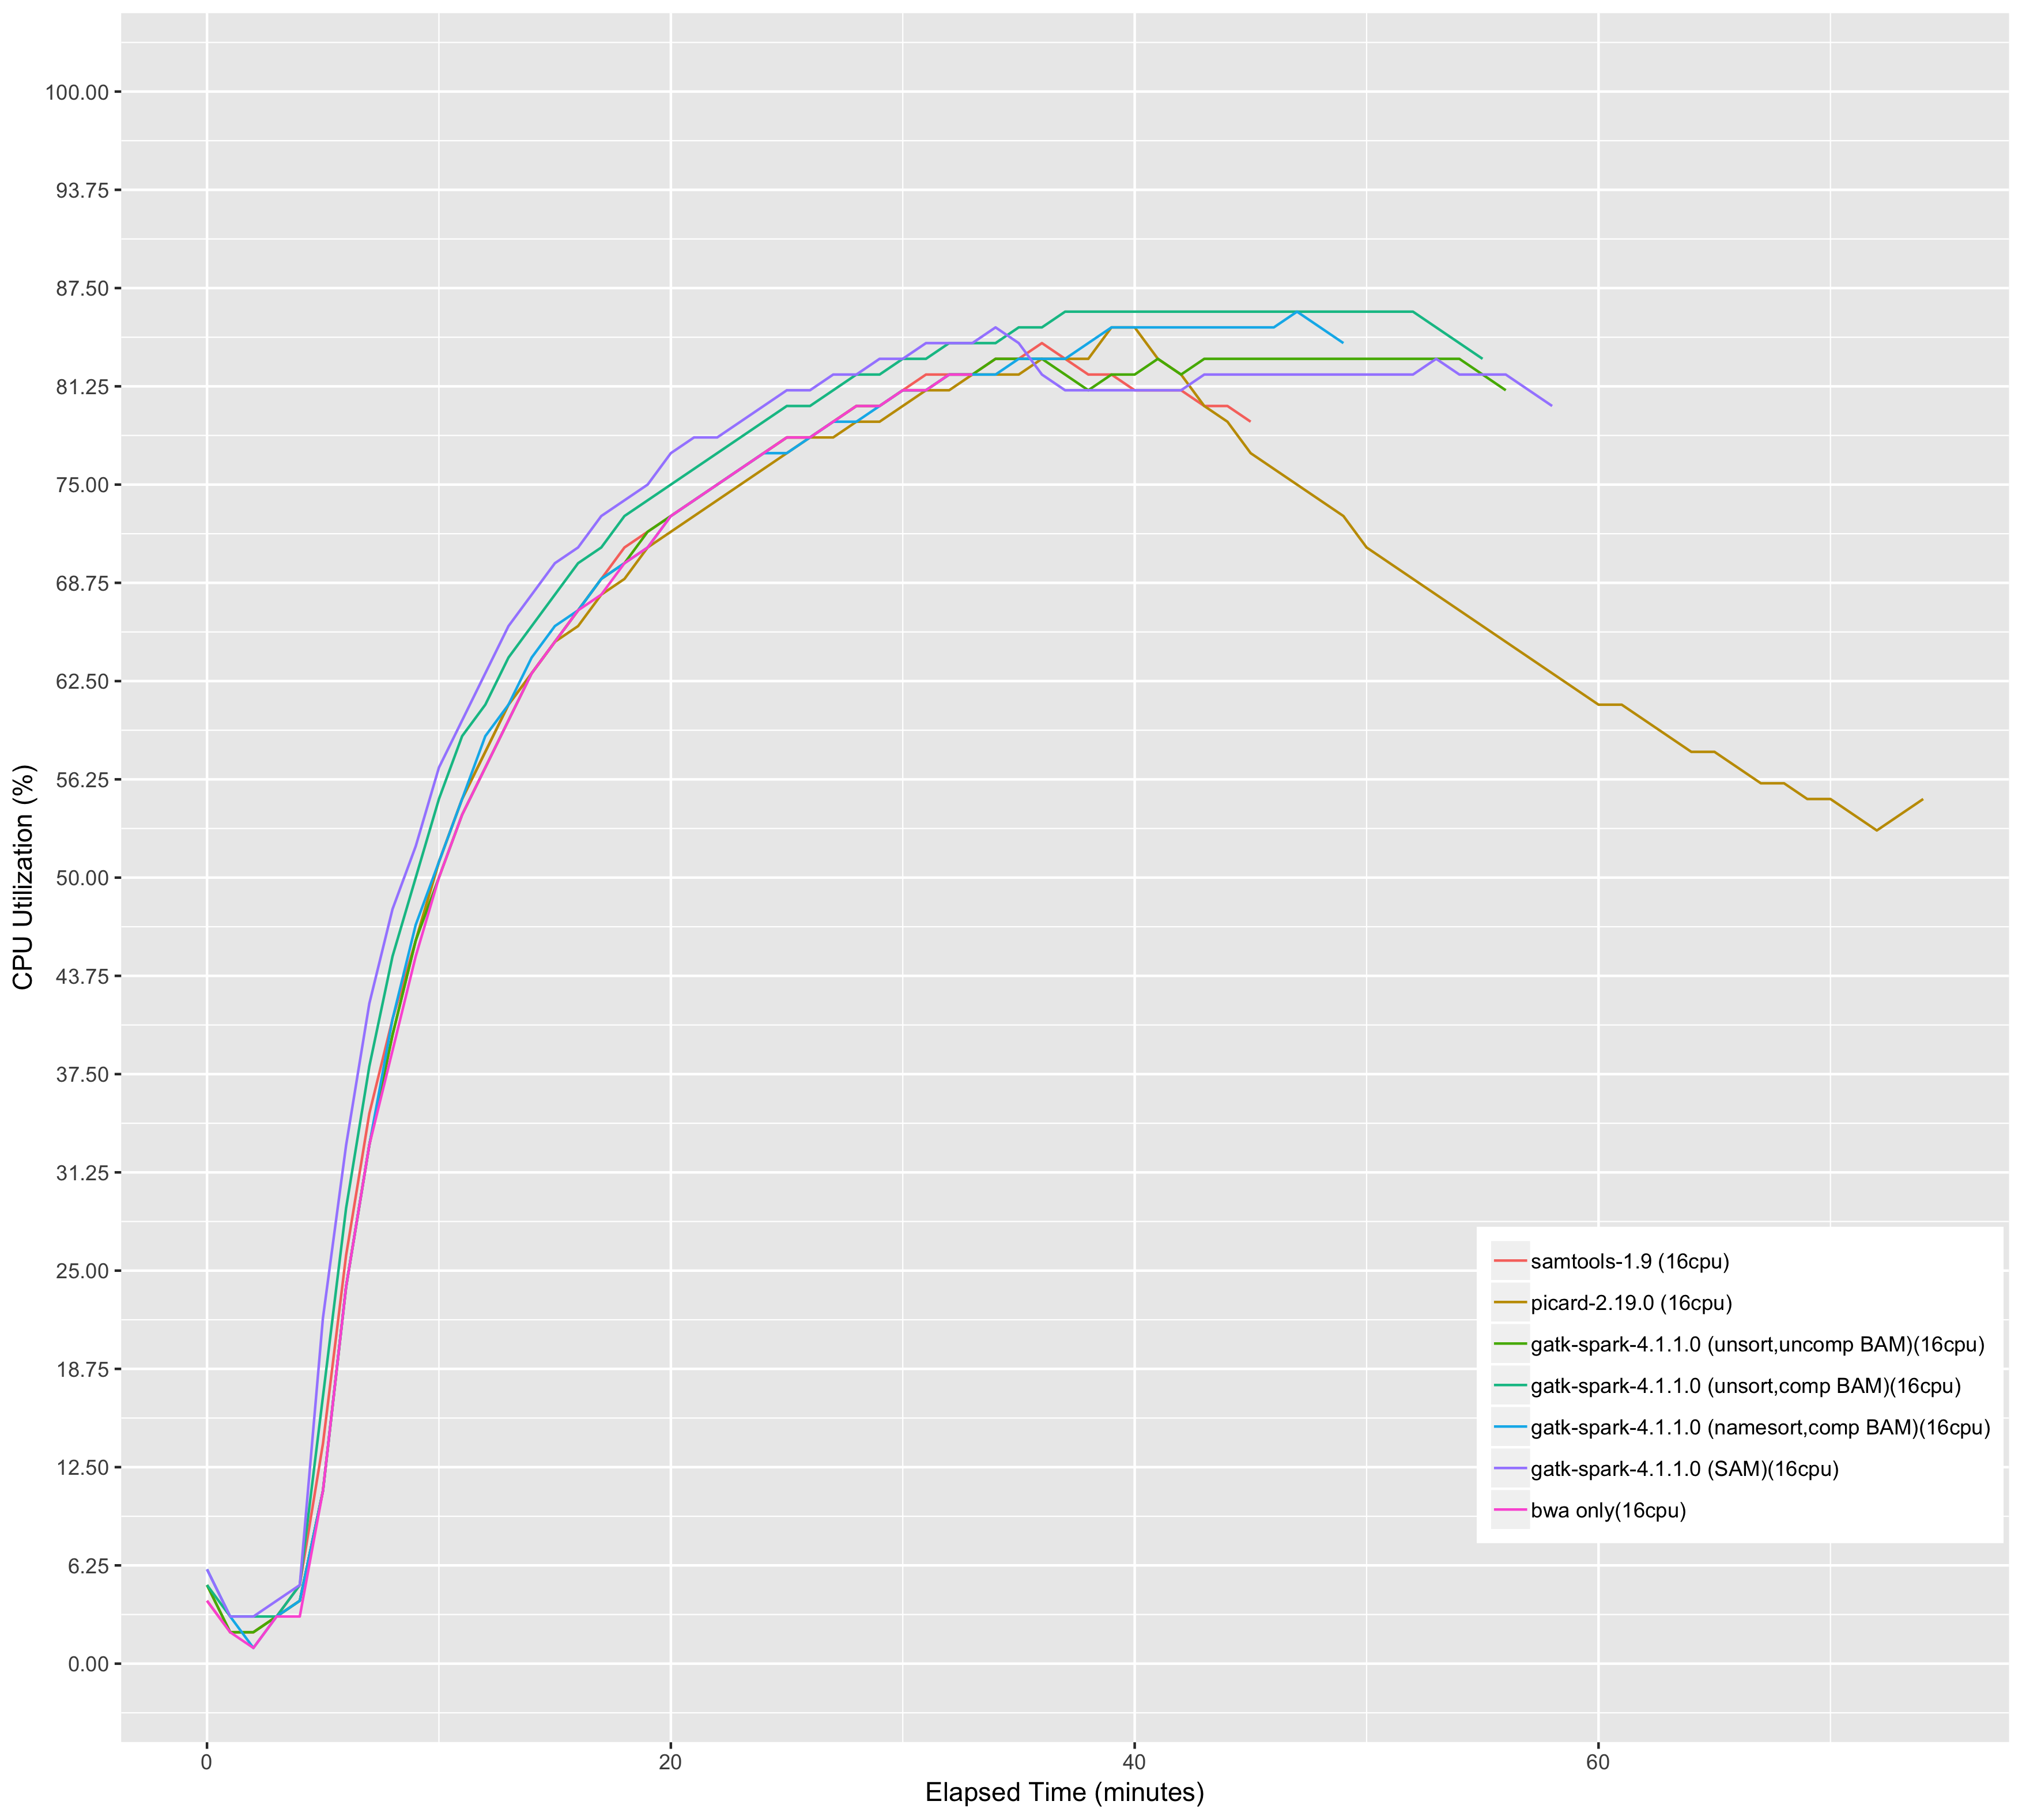 CPU Utilization (%)
100.00
93.75
87.50
81.25
75.00
68.75
62.50
56.25
50.00
43.75
37.50
31.25
25.00
18.75
12.50
6.25
0.00
samtools-1.9 (16cpu)
picard-2.19.0 (16cpu)
gatk-spark-4.1.1.0 (unsort,uncomp BAM)(16cpu)
gatk-spark-4.1.1.0 (unsort,comp BAM)(16cpu)
gatk-spark-4.1.1.0 (namesort,comp BAM)(16cpu)
gatk-spark-4.1.1.0 (SAM)(16cpu)
bwa only(16cpu)
0 20 40 60
Elapsed Time (minutes)